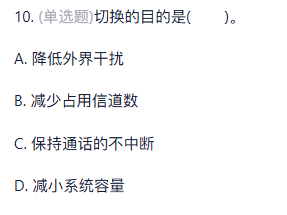 10. (单选题)切换的目的是(        )。
A. 降低外界干扰
B. 减少占用信道数
C. 保持通话的不中断
D. 减小系统容量